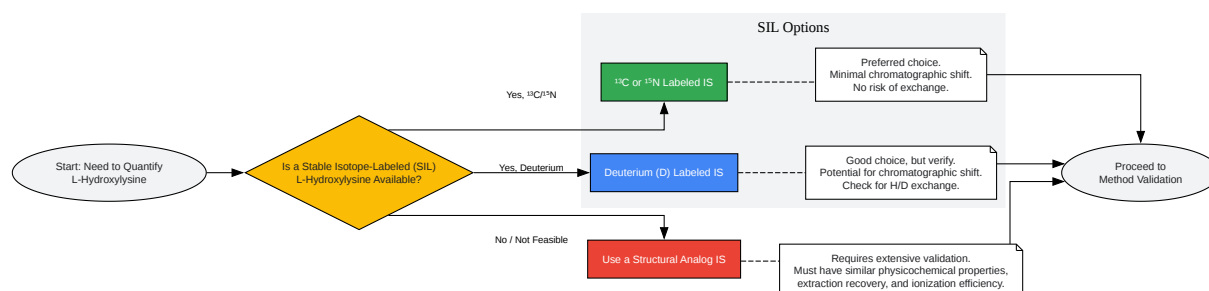 SIL Options
Start: Need to Quantify
L-Hydroxylysine
Is a Stable Isotope-Labeled (SIL)
L-Hydroxylysine Available?
Yes, ¹³C/¹⁵N
¹³C or ¹⁵N Labeled IS
Preferred choice.
Minimal chromatographic shift.
No risk of exchange.
Yes, Deuterium
Deuterium (D) Labeled IS
Good choice, but verify.
Potential for chromatographic shift.
Check for H/D exchange.
No / Not Feasible
Use a Structural Analog IS
Requires extensive validation.
Must have similar physicochemical properties,
extraction recovery, and ionization efficiency.
Proceed to
Method Validation